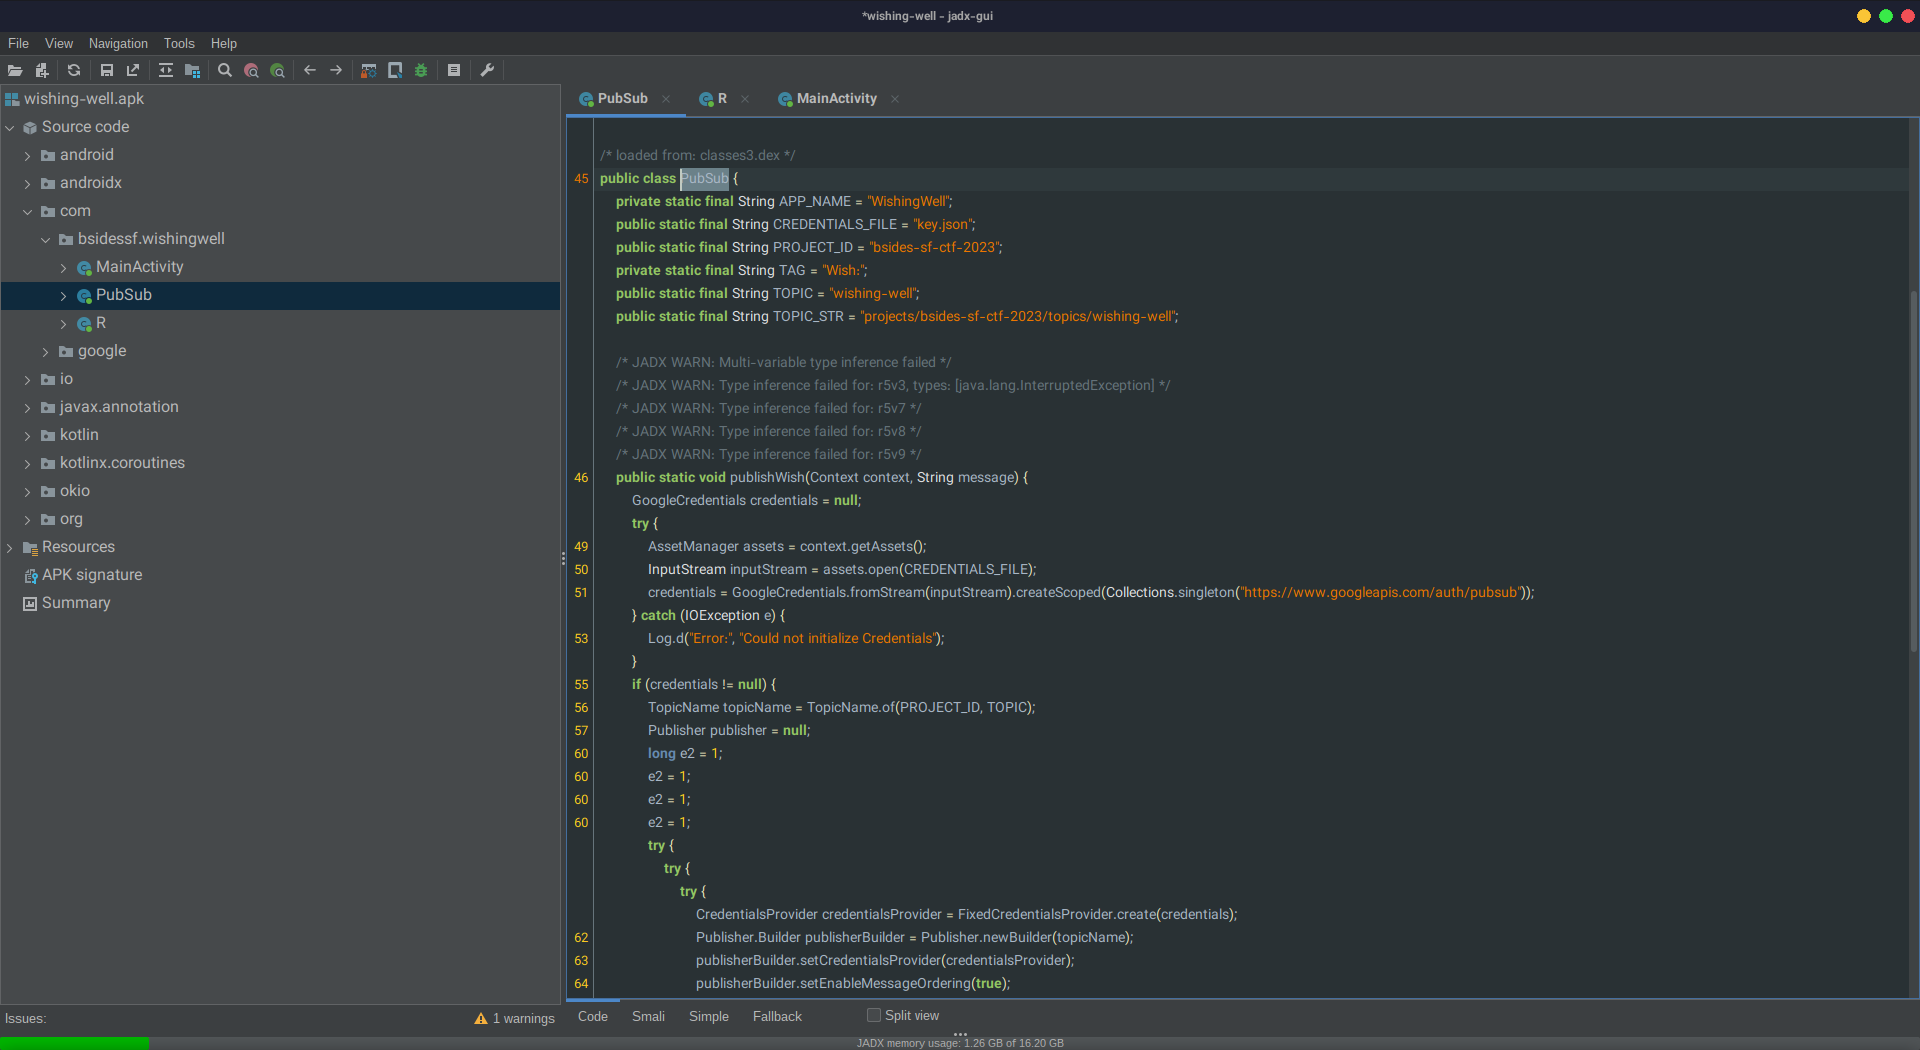 *wishing-well - jadx-gui
File View Navigation Tools Help
wishing-well.apk
Source code
android
androidx
com
bsidessf.wishingwell
MainActivity
PubSub
R
google
io
javax.annotation
kotlin
kotlinx.coroutines
okio
org
Resources
APK signature
Summary
Issues: 1 warnings
PubSub R MainActivity
/* loaded from: classes3.dex */
45 public class PubSub {
private static final String APP_NAME = "WishingWell";
public static final String CREDENTIALS_FILE = "key.json";
public static final String PROJECT_ID = "bsides-sf-ctf-2023";
private static final String TAG = "Wish:";
public static final String TOPIC = "wishing-well";
public static final String TOPIC_STR = "projects/bsides-sf-ctf-2023/topics/wishing-well";
/* JADX WARN: Multi-variable type inference failed */
/* JADX WARN: Type inference failed for: r5v3, types: [java.lang.InterruptedException] */
/* JADX WARN: Type inference failed for: r5v7 */
/* JADX WARN: Type inference failed for: r5v8 */
/* JADX WARN: Type inference failed for: r5v9 */
46 public static void publishWish(Context context, String message) {
GoogleCredentials credentials = null;
try {
49 AssetManager assets = context.getAssets();
50 InputStream inputStream = assets.open(CREDENTIALS_FILE);
51 credentials = GoogleCredentials.fromStream(inputStream).createScoped(Collections.singleton("https://www.googleapis.com/auth/pubsub"));
} catch (IOException e) {
53 Log.d("Error:", "Could not initialize Credentials");
}
55 if (credentials != null) {
56 TopicName topicName = TopicName.of(PROJECT_ID, TOPIC);
57 Publisher publisher = null;
60 long e2 = 1;
60 e2 = 1;
60 e2 = 1;
60 e2 = 1;
try {
try {
try {
CredentialsProvider credentialsProvider = FixedCredentialsProvider.create(credentials);
62 Publisher.Builder publisherBuilder = Publisher.newBuilder(topicName);
63 publisherBuilder.setCredentialsProvider(credentialsProvider);
64 publisherBuilder.setEnableMessageOrdering(true);
Code Smali Simple Fallback Split view
JADX memory usage: 1.26 GB of 16.20 GB